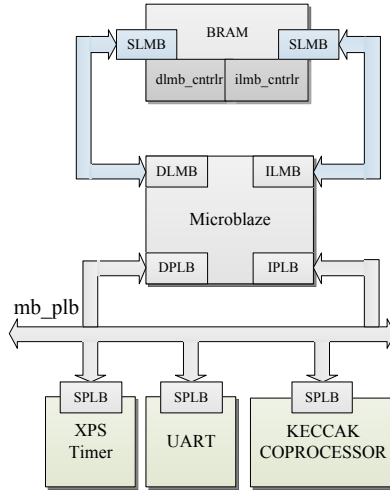 BRAM
SLMB
SLMB
dlmb_cntrlr
ilmb_cntrlr
DLMB
ILMB
Microblaze
DPLB
IPLB
mb_plb
SPLB
SPLB
SPLB
XPS
Timer
UART
KECCAK
COPROCESSOR